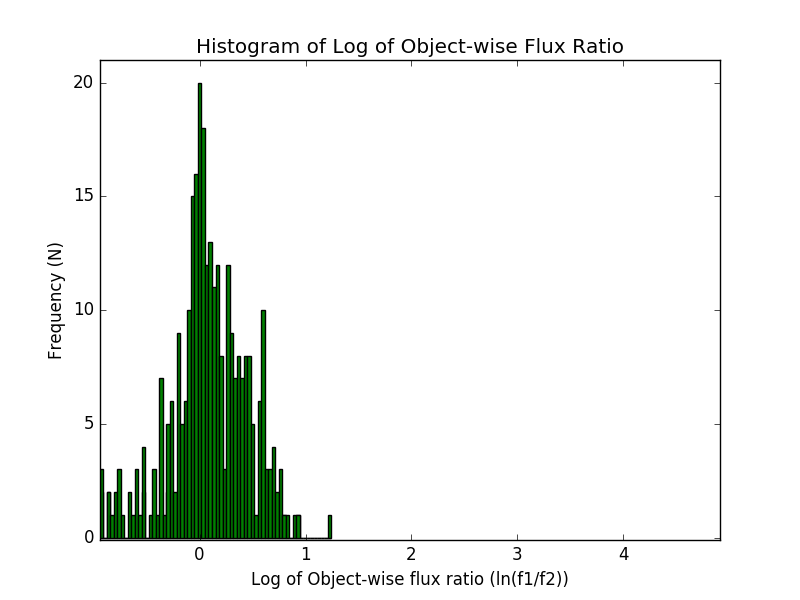 Histogram of Log of Object-wise Flux Ratio
20
15
10
5
0
Frequency (N)
0 1 2 3 4
Log of Object-wise flux ratio (ln(f1/f2))